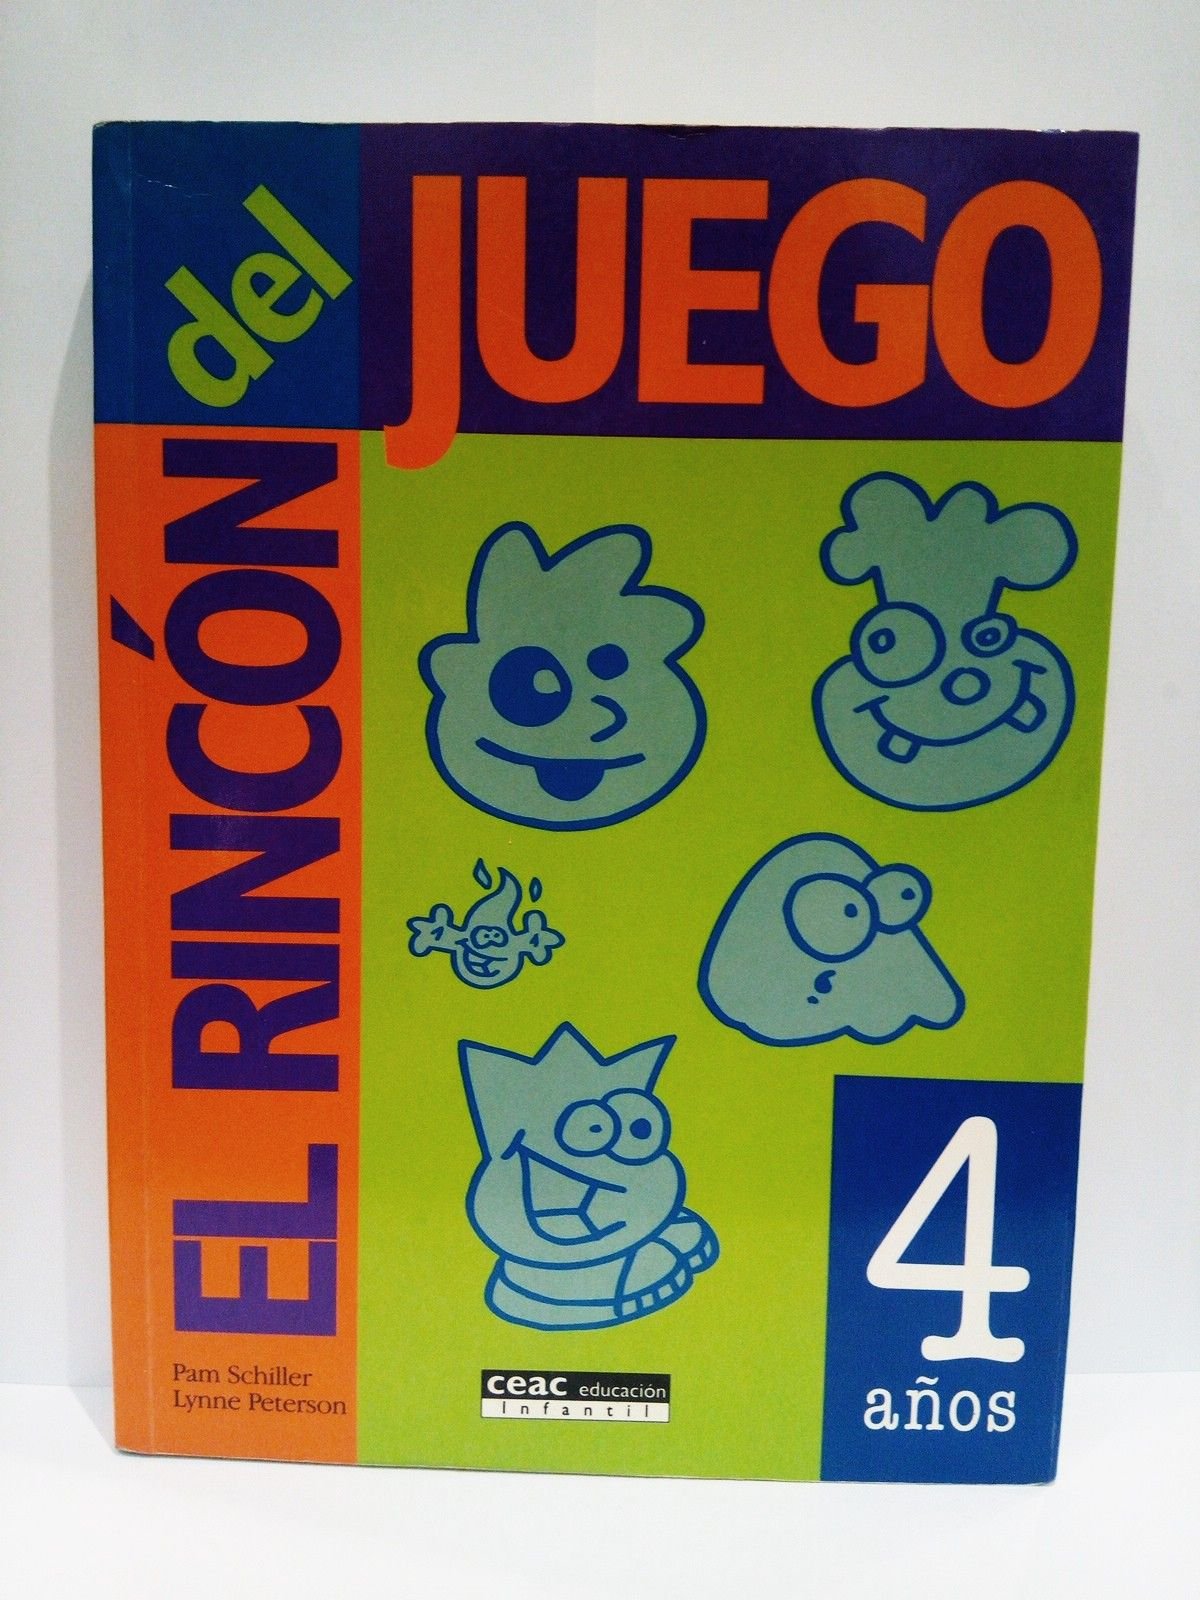 EL RINCÓN
del
JUEGO
4
años
Pam Schiller
Lynne Peterson
ceac educación
Infantil